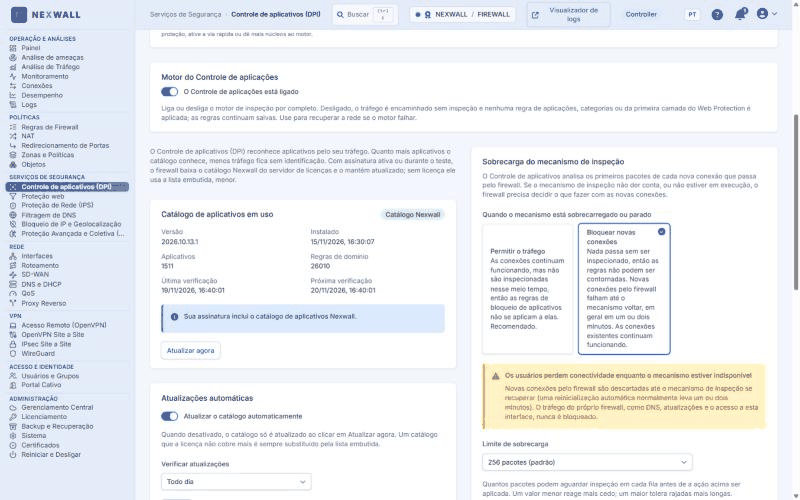 NEXWALL
Serviços de Segurança › Controle de aplicativos (DPI)
Buscar Ctrl K
NEXWALL / FIREWALL
Visualizador de logs
Controller
PT
OPERAÇÃO E ANÁLISES
Painel
Análise de ameaças
Análise de Tráfego
Monitoramento
Conexões
Desempenho
Logs
POLÍTICAS
Regras de Firewall
NAT
Redirecionamento de Portas
Zonas e Políticas
Objetos
SERVIÇOS DE SEGURANÇA
Controle de aplicativos (DPI)
Proteção web
Proteção de Rede (IPS)
Filtragem de DNS
Bloqueio de IP e Geolocalização
Proteção Avançada e Coletiva (...
REDE
Interfaces
Roteamento
SD-WAN
DNS e DHCP
QoS
Proxy Reverso
VPN
Acesso Remoto (OpenVPN)
OpenVPN Site a Site
IPsec Site a Site
WireGuard
ACESSO E IDENTIDADE
Usuários e Grupos
Portal Cativo
ADMINISTRAÇÃO
Gerenciamento Central
Licenciamento
Backup e Recuperação
Sistema
Certificados
Reiniciar e Desligar
proteção, ative a via rápida ou dê mais núcleos ao motor.
Motor do Controle de aplicações
O Controle de aplicações está ligado
Liga ou desliga o motor de inspeção por completo. Desligado, o tráfego é encaminhado sem inspeção e nenhuma regra de aplicações, categorias ou da primeira camada do Web Protection é
aplicada; as regras continuam salvas. Use para recuperar a rede se o motor falhar.
O Controle de aplicativos (DPI) reconhece aplicativos pelo seu tráfego. Quanto mais aplicativos o
catálogo conhece, menos tráfego fica sem identificação. Com assinatura ativa ou durante o teste,
o firewall baixa o catálogo Nexwall do servidor de licenças e o mantém atualizado; sem licença ele
usa a lista embutida, menor.
Catálogo de aplicativos em uso
Catálogo Nexwall
Versão
2026.10.13.1
Instalado
15/11/2026, 16:30:07
Aplicativos
1511
Regras de domínio
26010
Última verificação
19/11/2026, 16:40:01
Próxima verificação
20/11/2026, 16:40:01
Sua assinatura inclui o catálogo de aplicativos Nexwall.
Atualizar agora
Atualizações automáticas
Atualizar o catálogo automaticamente
Quando desativado, o catálogo só é atualizado ao clicar em Atualizar agora. Um catálogo
que a licença não cobre mais é sempre substituído pela lista embutida.
Verificar atualizações
Todo dia
Sobrecarga do mecanismo de inspeção
O Controle de aplicativos analisa os primeiros pacotes de cada nova conexão que passa
pelo firewall. Se o mecanismo de inspeção não der conta, ou não estiver em execução, o
firewall precisa decidir o que fazer com as novas conexões.
Quando o mecanismo está sobrecarregado ou parado
Permitir o tráfego
As conexões continuam
funcionando, mas não
são inspecionadas
nesse meio tempo,
então as regras de
bloqueio de aplicativos
não se aplicam a elas.
Recomendado.
Bloquear novas
conexões
Nada passa sem ser
inspecionado, então as
regras não podem ser
contornadas. Novas
conexões pelo firewall
falham até o
mecanismo voltar, em
geral em um ou dois
minutos. As conexões
existentes continuam
funcionando.
Os usuários perdem conectividade enquanto o mecanismo estiver indisponível
Novas conexões pelo firewall são descartadas até o mecanismo de inspeção se
recuperar (uma reinicialização automática normalmente leva um ou dois
minutos). O tráfego do próprio firewall, como DNS, atualizações e o acesso a esta
interface, nunca é bloqueado.
Limite de sobrecarga
256 pacotes (padrão)
Quantos pacotes podem aguardar inspeção em cada fila antes de a ação acima ser
aplicada. Um valor menor reage mais cedo; um maior tolera rajadas mais longas.